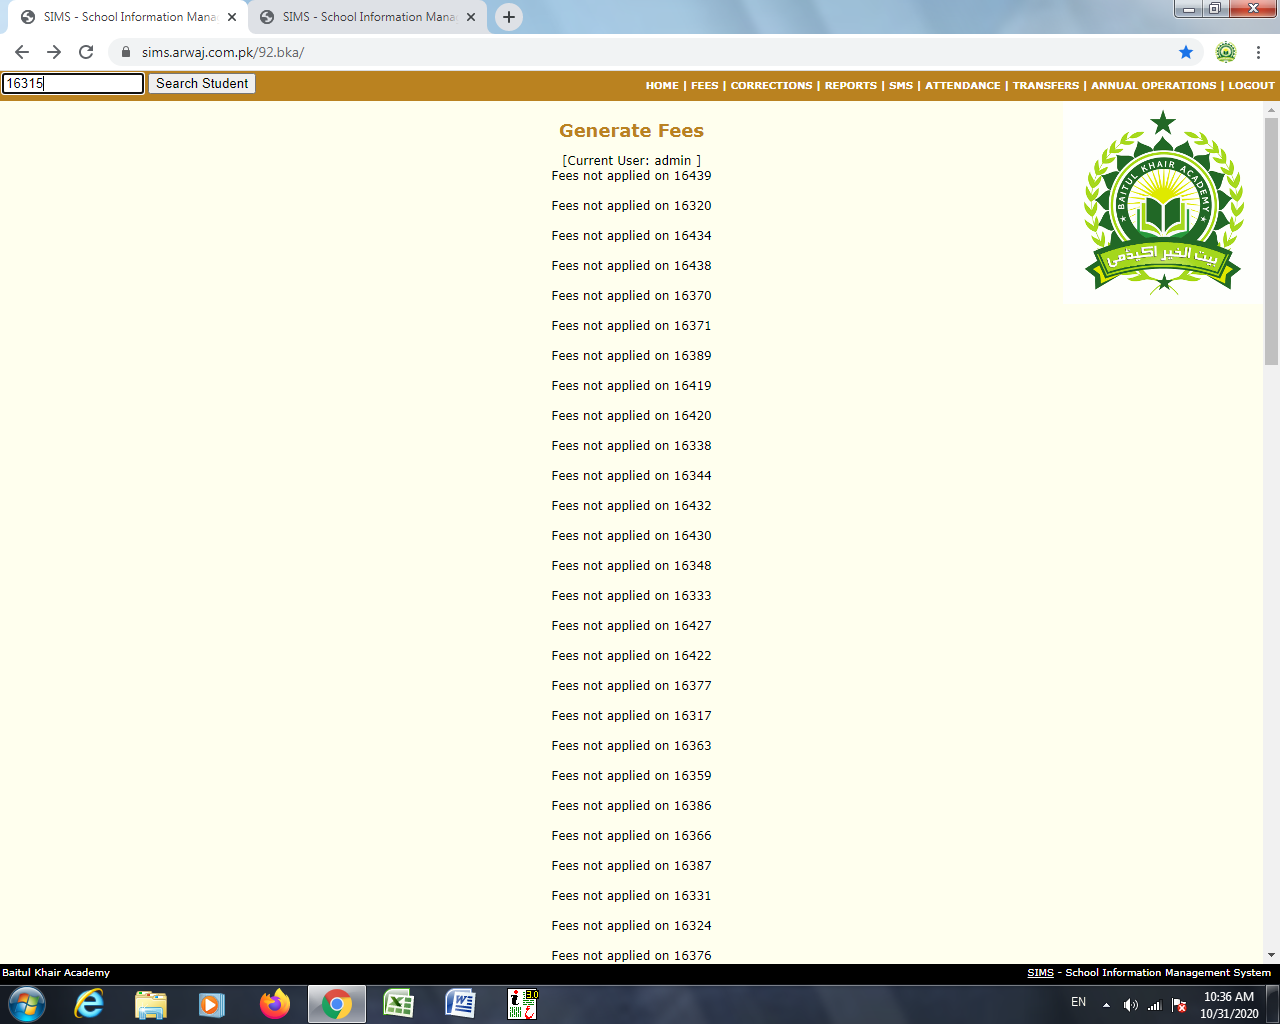 SIMS - School Information Mana
SIMS - School Information Mana
sims.arwaj.com.pk/92.bka/
16315
Search Student
HOME | FEES | CORRECTIONS | REPORTS | SMS | ATTENDANCE | TRANSFERS | ANNUAL OPERATIONS | LOGOUT
Generate Fees
[Current User: admin ]
Fees not applied on 16439
Fees not applied on 16320
Fees not applied on 16434
Fees not applied on 16438
Fees not applied on 16370
Fees not applied on 16371
Fees not applied on 16389
Fees not applied on 16419
Fees not applied on 16420
Fees not applied on 16338
Fees not applied on 16344
Fees not applied on 16432
Fees not applied on 16430
Fees not applied on 16348
Fees not applied on 16333
Fees not applied on 16427
Fees not applied on 16422
Fees not applied on 16377
Fees not applied on 16317
Fees not applied on 16363
Fees not applied on 16359
Fees not applied on 16386
Fees not applied on 16366
Fees not applied on 16387
Fees not applied on 16331
Fees not applied on 16324
Fees not applied on 16376
BAITUL KHAIR ACADEMY
بیت الخیر اکیڈمی
Baitul Khair Academy
SIMS - School Information Management System
EN
10:36 AM
10/31/2020